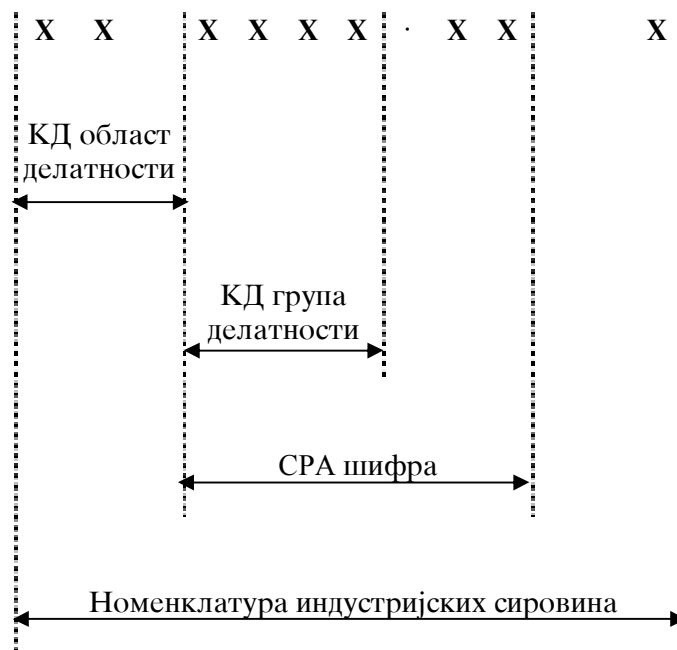 X X X X X X . X X X
КД област
делатности
КД група
делатности
СРА шифра
Номенклатура индустријских сировина